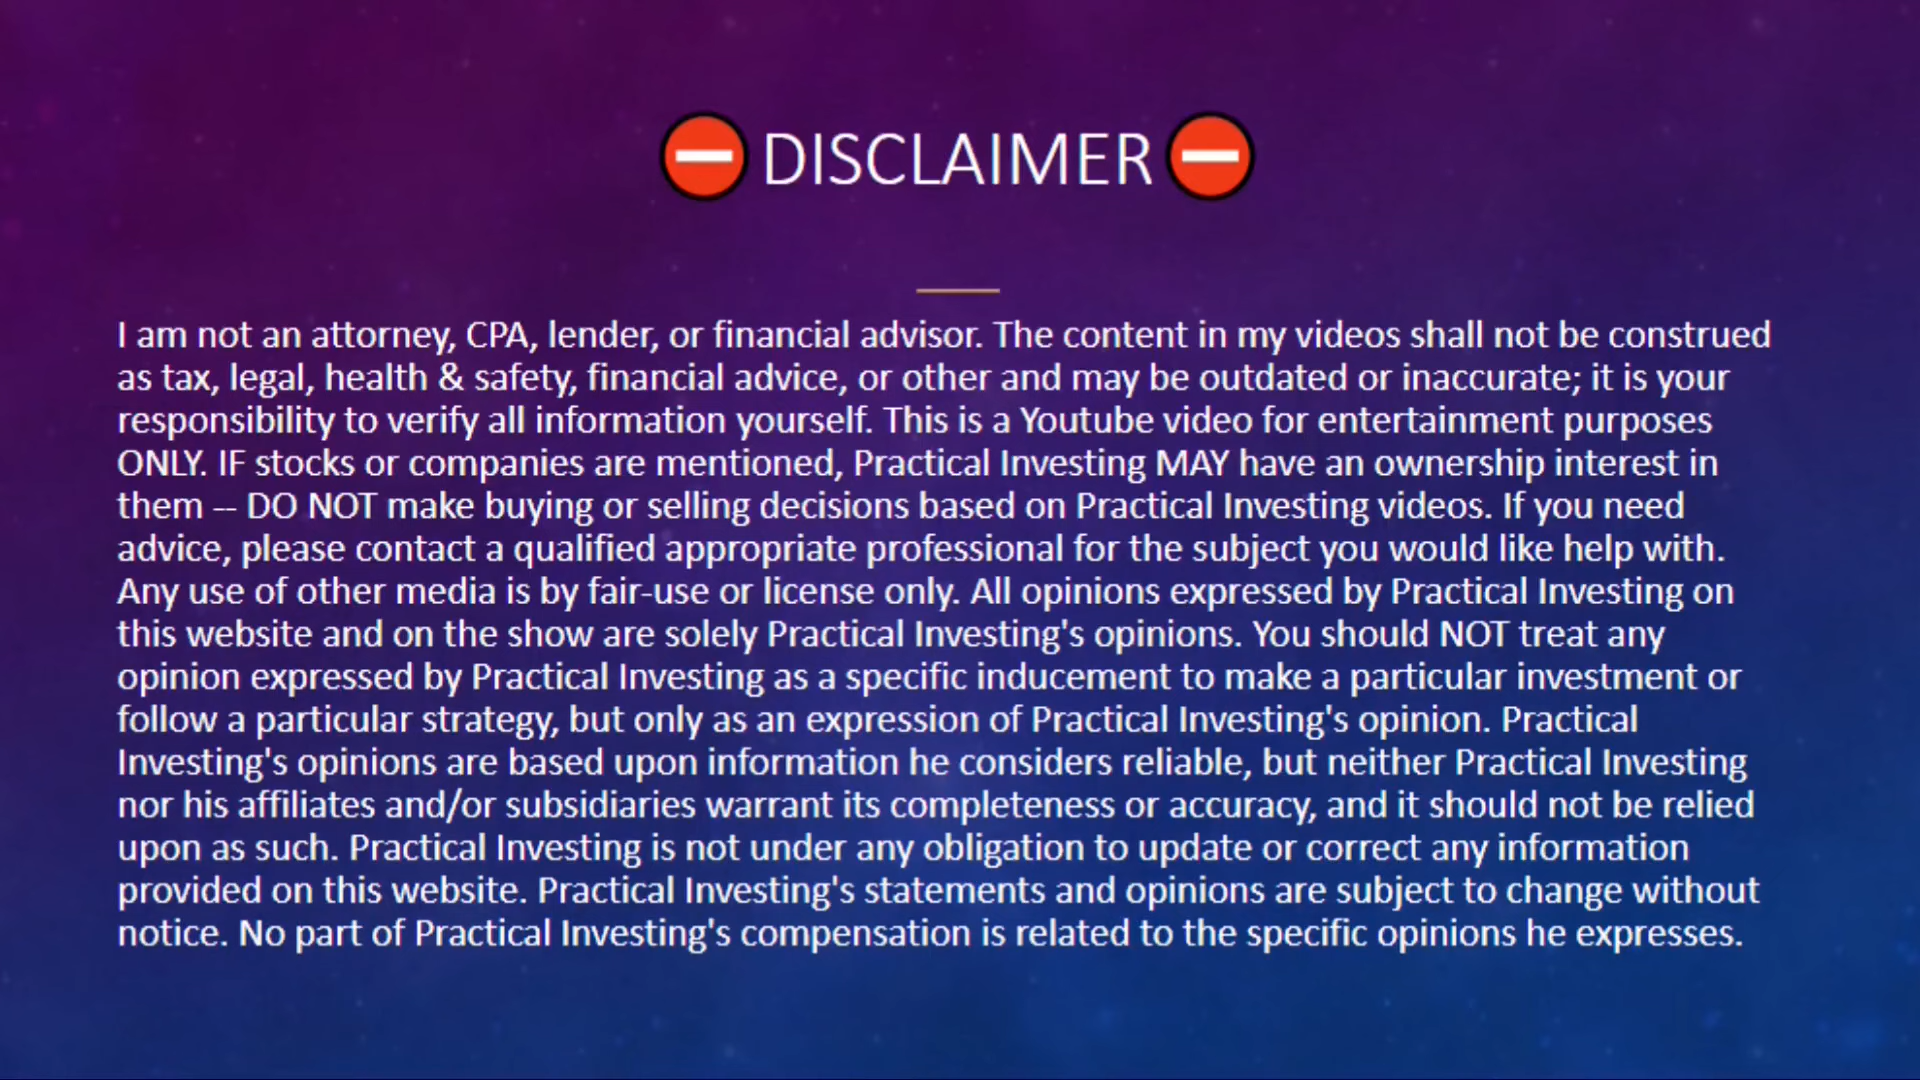 ⛔ DISCLAIMER ⛔
I am not an attorney, CPA, lender, or financial advisor. The content in my videos shall not be construed
as tax, legal, health & safety, financial advice, or other and may be outdated or inaccurate; it is your
responsibility to verify all information yourself. This is a Youtube video for entertainment purposes
ONLY. IF stocks or companies are mentioned, Practical Investing MAY have an ownership interest in
them -- DO NOT make buying or selling decisions based on Practical Investing videos. If you need
advice, please contact a qualified appropriate professional for the subject you would like help with.
Any use of other media is by fair-use or license only. All opinions expressed by Practical Investing on
this website and on the show are solely Practical Investing's opinions. You should NOT treat any
opinion expressed by Practical Investing as a specific inducement to make a particular investment or
follow a particular strategy, but only as an expression of Practical Investing's opinion. Practical
Investing's opinions are based upon information he considers reliable, but neither Practical Investing
nor his affiliates and/or subsidiaries warrant its completeness or accuracy, and it should not be relied
upon as such. Practical Investing is not under any obligation to update or correct any information
provided on this website. Practical Investing's statements and opinions are subject to change without
notice. No part of Practical Investing's compensation is related to the specific opinions he expresses.